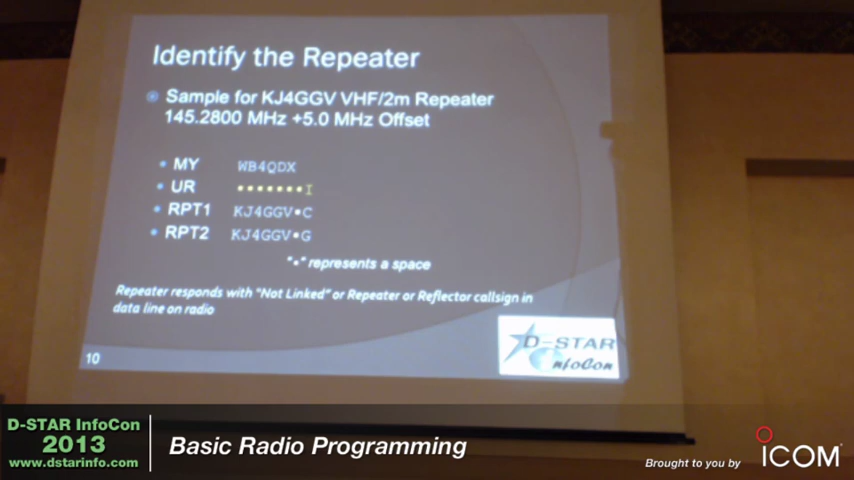 Identify the Repeater
Sample for KJ4GGV VHF/2m Repeater
145.2800 MHz +5.0 MHz Offset
• MY WB4QDX
• UR •••••••I
• RPT1 KJ4GGV•C
• RPT2 KJ4GGV•G
"•" represents a space
Repeater responds with "Not Linked" or Repeater or Reflector callsign in
data line on radio
10
D-STAR
InfoCon
D-STAR InfoCon
2013
www.dstarinfo.com
Basic Radio Programming
Brought to you by
ICOM